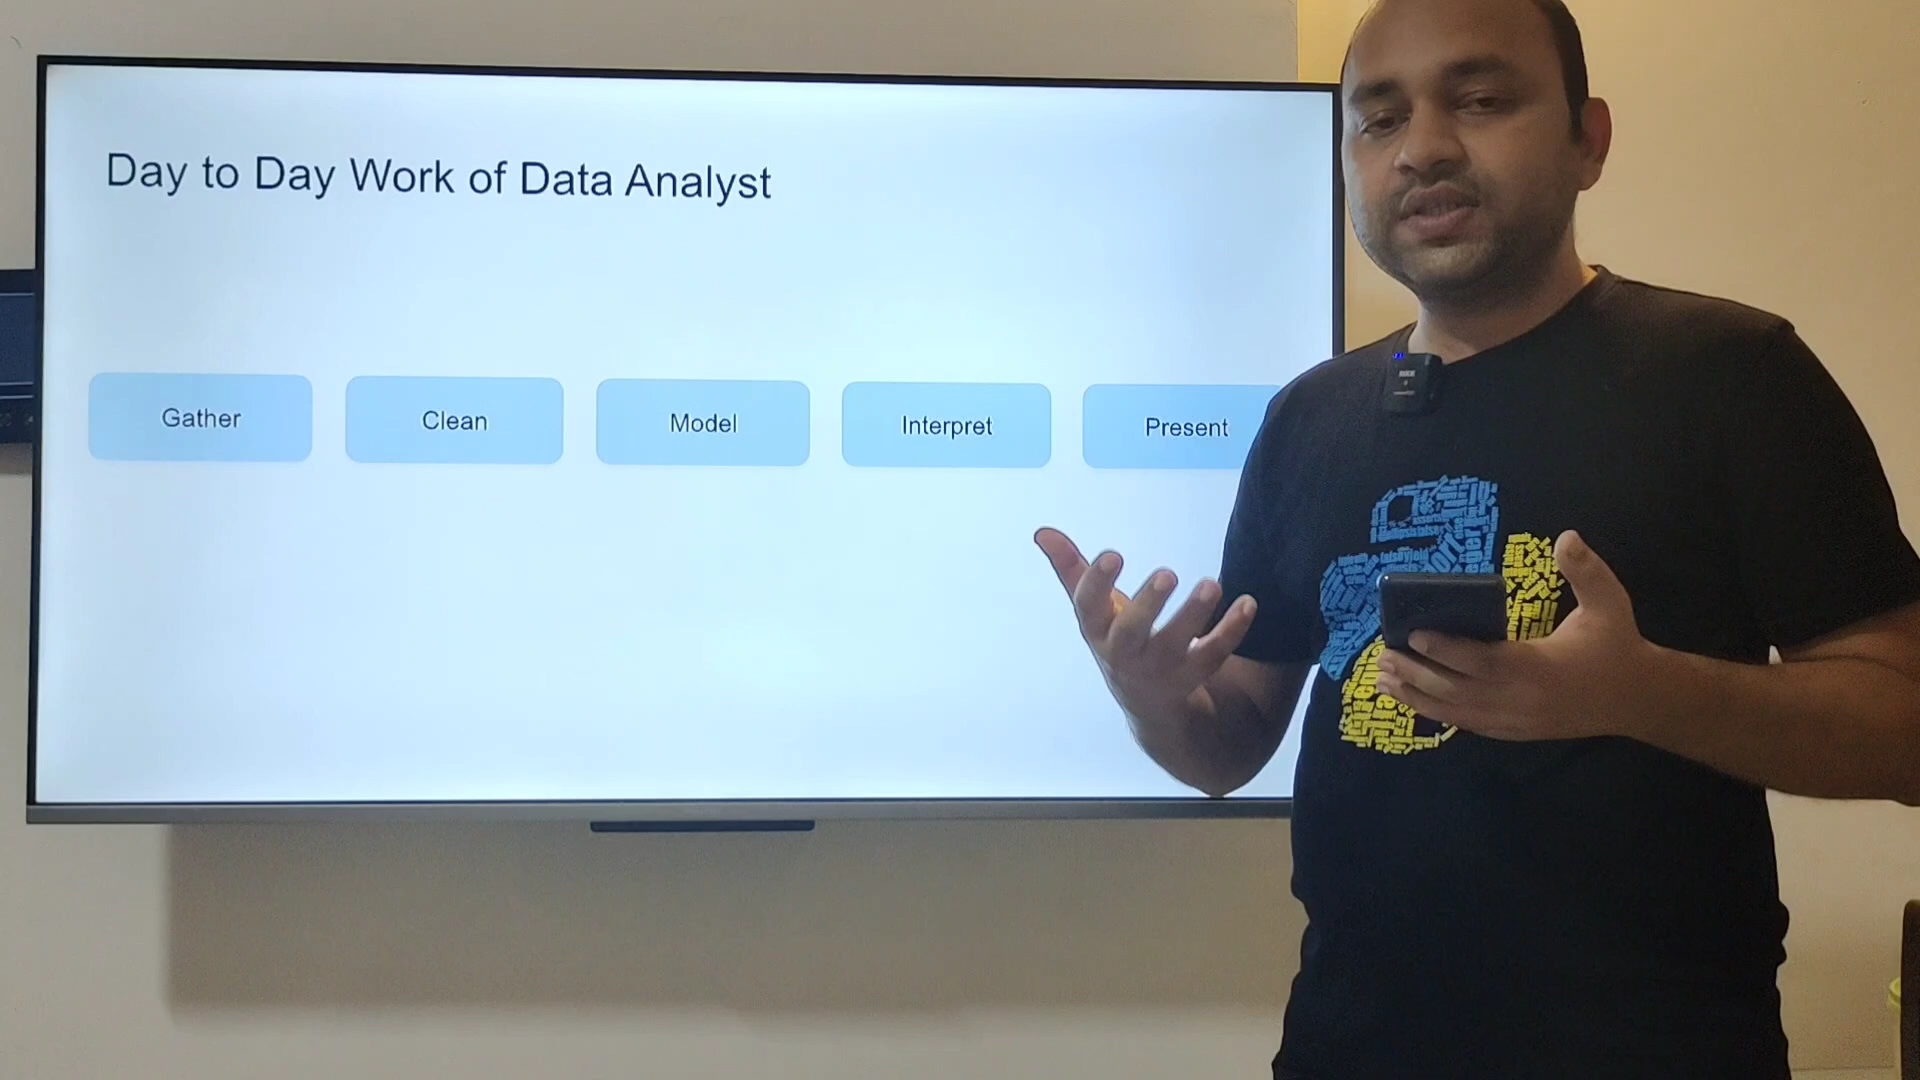 Day to Day Work of Data Analyst
Gather
Clean
Model
Interpret
Present